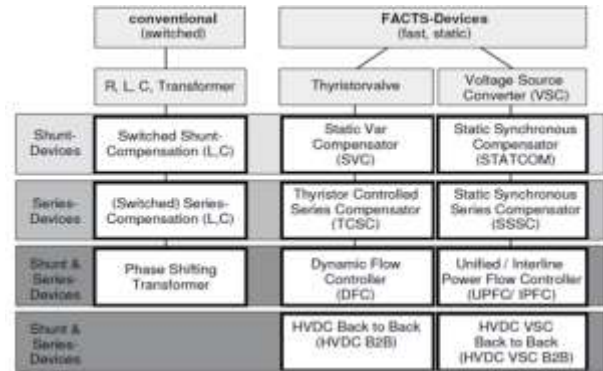 conventional
(switched)
FACTS-Devices
(fast, static)
R, L, C, Transformer
Thyristorvalve
Voltage Source
Converter (VSC)
Shunt-
Devices
Switched Shunt-
Compensation (L,C)
Static Var
Compensator
(SVC)
Static Synchronous
Compensator
(STATCOM)
Series-
Devices
(Switched) Series-
Compensation (L,C)
Thyristor Controlled
Series Compensator
(TCSC)
Static Synchronous
Series Compensator
(SSSC)
Shunt &
Series-
Devices
Phase Shifting
Transformer
Dynamic Flow
Controller
(DFC)
Unified / Interline
Power Flow Controller
(UPFC/ IPFC)
Shunt &
Series-
Devices
HVDC Back to Back
(HVDC B2B)
HVDC VSC
Back to Back
(HVDC VSC B2B)